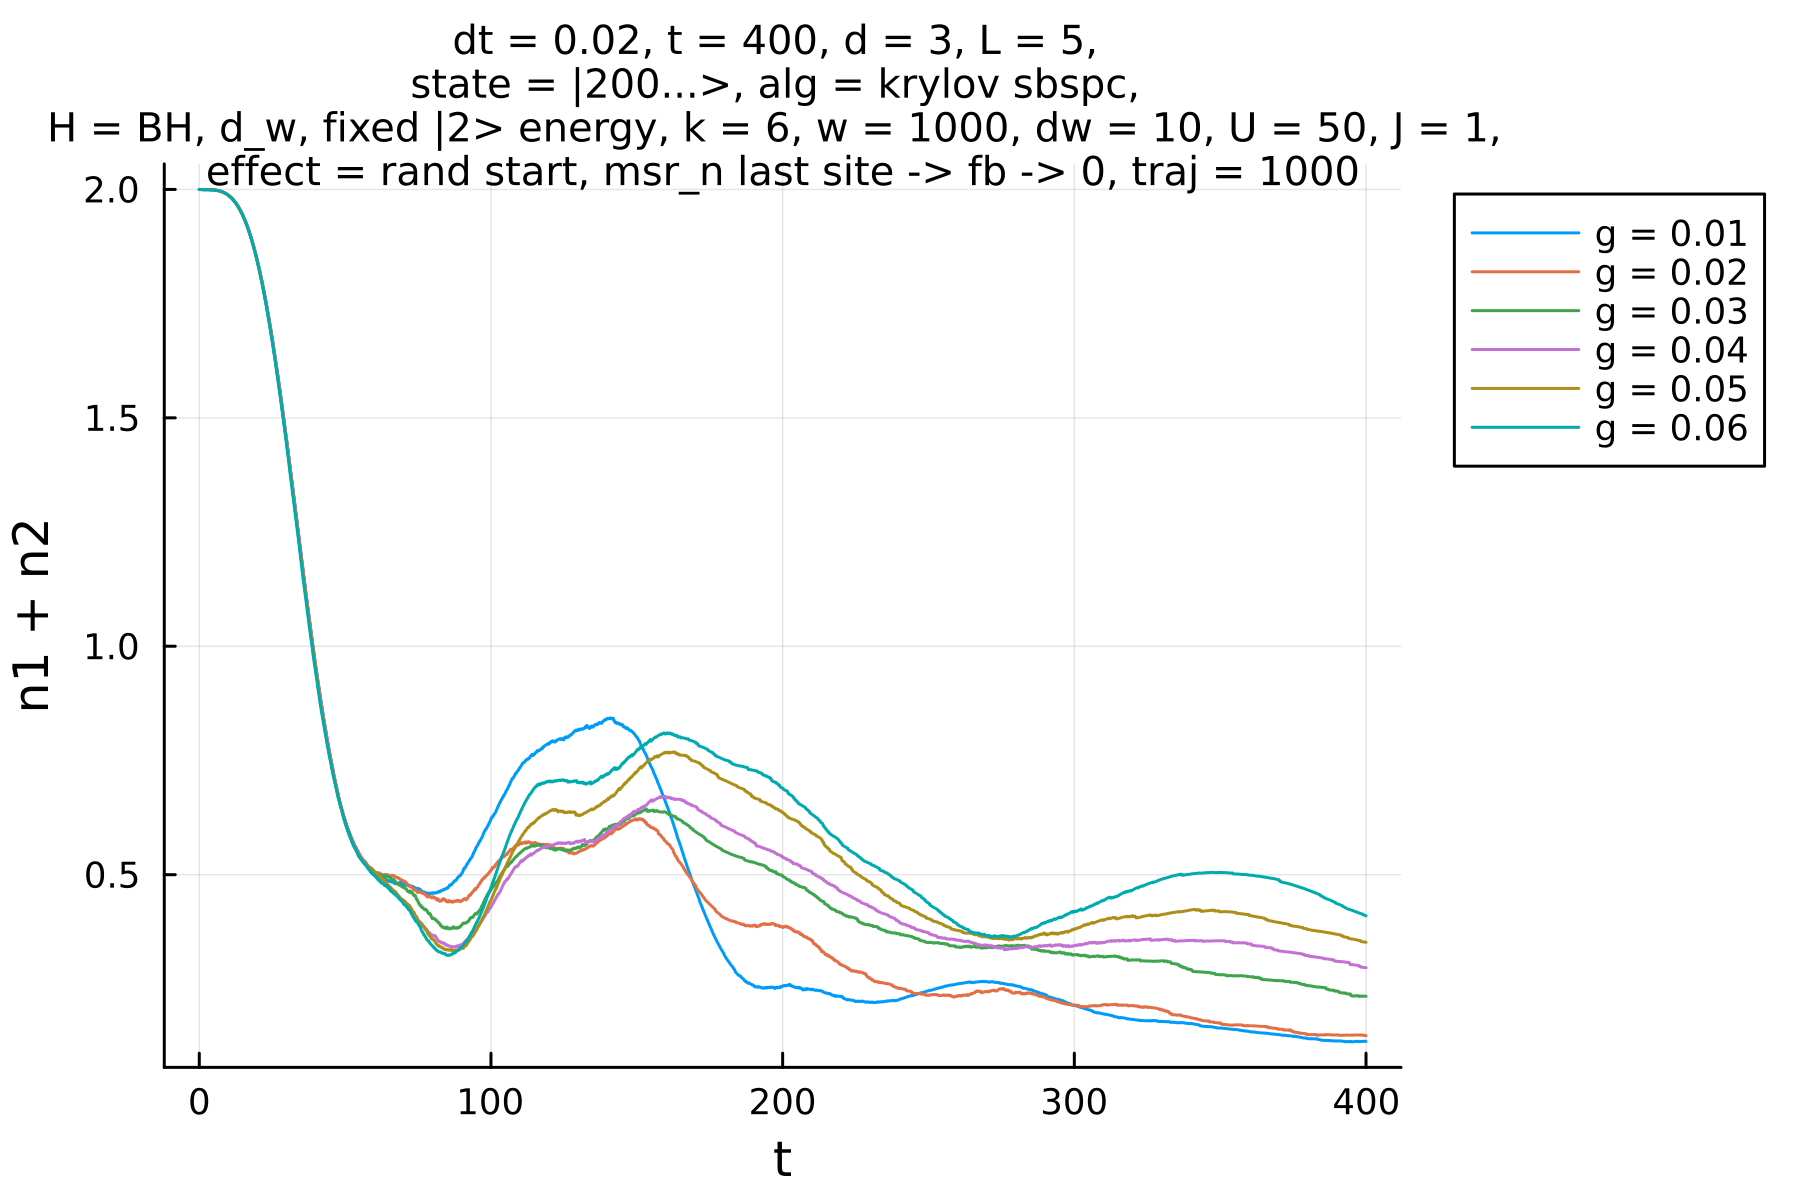 dt = 0.02, t = 400, d = 3, L = 5,
state = |200...>, alg = krylov sbspc,
H = BH, d_w, fixed |2> energy, k = 6, w = 1000, dw = 10, U = 50, J = 1,
effect = rand start, msr_n last site -> fb -> 0, traj = 1000
2.0
1.5
1.0
0.5
n1 + n2
0 100 200 300 400
t
g = 0.01
g = 0.02
g = 0.03
g = 0.04
g = 0.05
g = 0.06